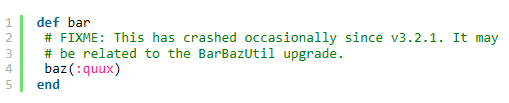 1 def bar
2 # FIXME: This has crashed occasionally since v3.2.1. It may
3 # be related to the BarBazUtil upgrade.
4 baz(:quux)
5 end